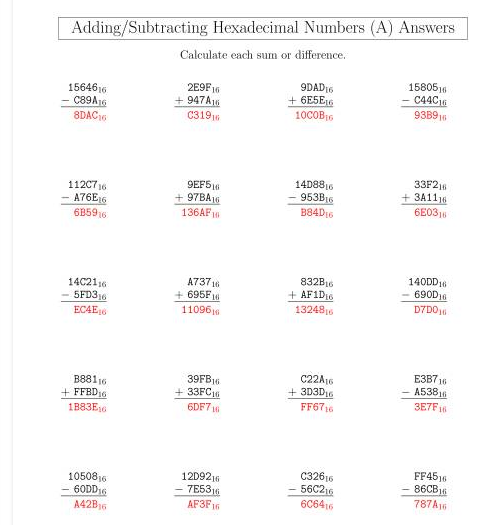 Adding/Subtracting Hexadecimal Numbers (A) Answers
Calculate each sum or difference.
15646₁₆ 2E9F₁₆ 9DAD₁₆ 15805₁₆
− C89A₁₆ + 947A₁₆ + 6E5E₁₆ − C44C₁₆
8DAC₁₆ C319₁₆ 10C0B₁₆ 93B9₁₆
112C7₁₆ 9EF5₁₆ 14D88₁₆ 33F2₁₆
− A76E₁₆ + 97BA₁₆ − 953B₁₆ + 3A11₁₆
6B59₁₆ 136AF₁₆ B84D₁₆ 6E03₁₆
14C21₁₆ A737₁₆ 832B₁₆ 140DD₁₆
− 5FD3₁₆ + 695F₁₆ + AF1D₁₆ − 690D₁₆
EC4E₁₆ 11096₁₆ 13248₁₆ D7D0₁₆
B881₁₆ 39FB₁₆ C22A₁₆ E3B7₁₆
+ FFBD₁₆ + 33FC₁₆ + 3D3D₁₆ − A538₁₆
1B83E₁₆ 6DF7₁₆ FF67₁₆ 3E7F₁₆
10508₁₆ 12D92₁₆ C326₁₆ FF45₁₆
− 60DD₁₆ − 7E53₁₆ − 56C2₁₆ − 86CB₁₆
A42B₁₆ AF3F₁₆ 6C64₁₆ 787A₁₆